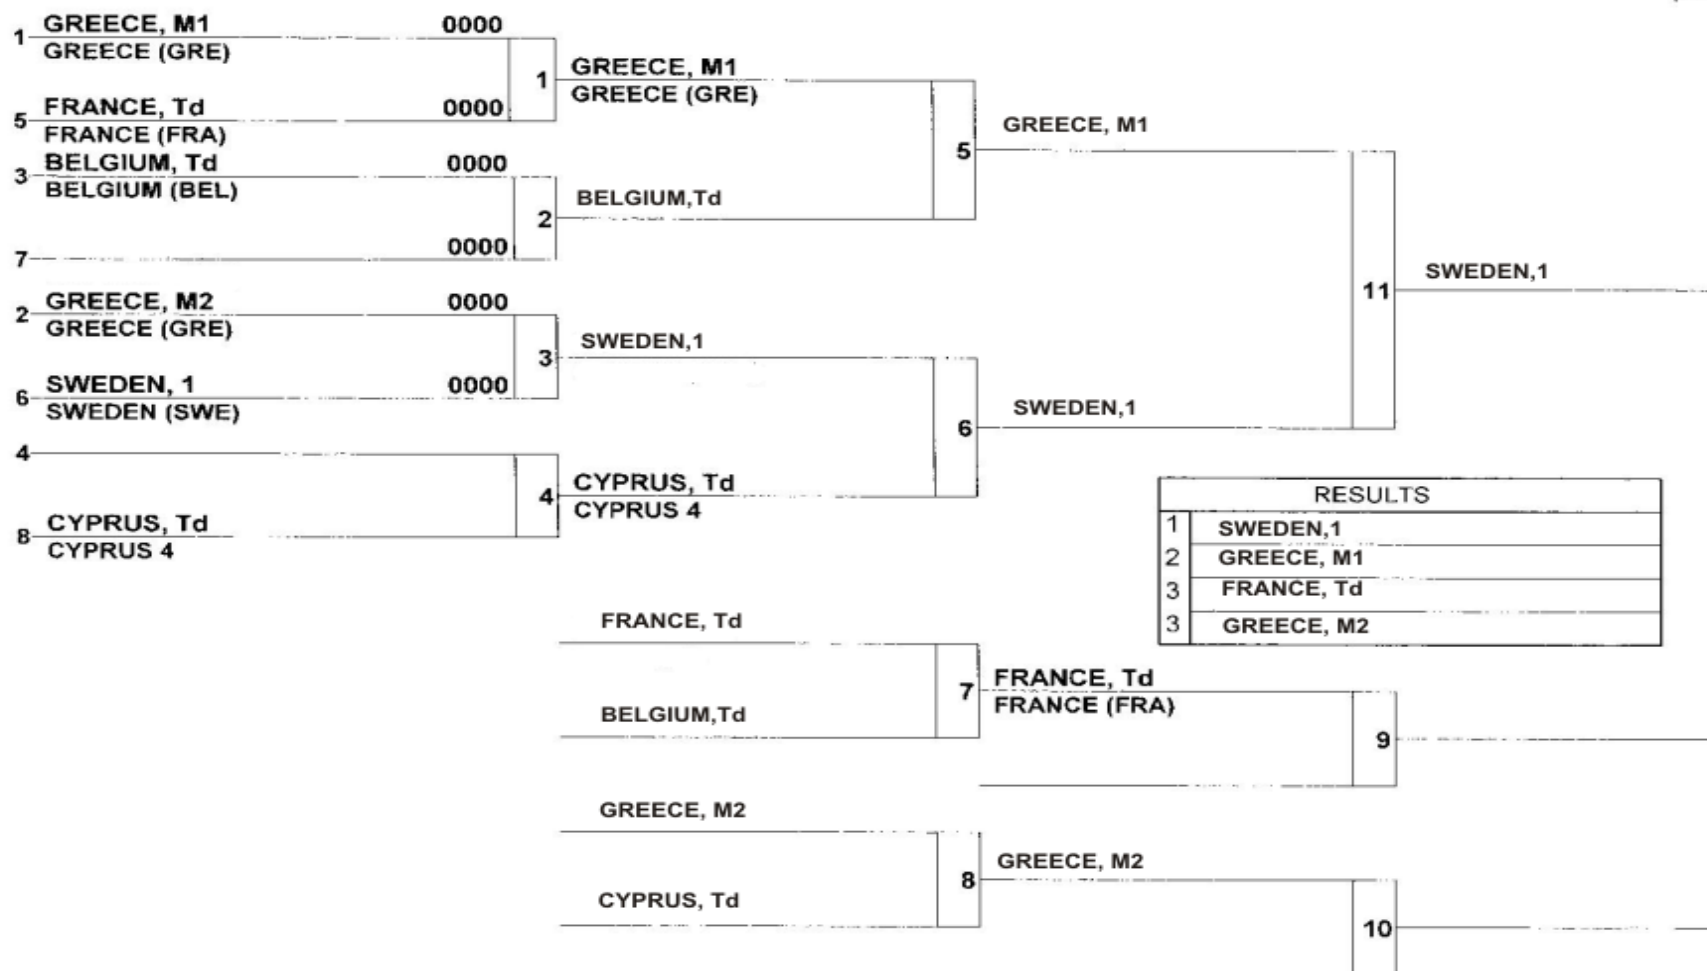 GREECE, M1 0000
1
GREECE (GRE)
1
GREECE, M1
GREECE (GRE)
FRANCE, Td 0000
5
FRANCE (FRA)
GREECE, M1
5
BELGIUM, Td 0000
3
BELGIUM (BEL)
2
BELGIUM,Td
0000
7
SWEDEN,1
11
GREECE, M2 0000
2
GREECE (GRE)
3
SWEDEN,1
SWEDEN, 1 0000
6
SWEDEN (SWE)
SWEDEN,1
6
4
4
CYPRUS, Td
CYPRUS 4
CYPRUS, Td
8
CYPRUS 4
RESULTS
1 SWEDEN,1
2 GREECE, M1
3 FRANCE, Td
3 GREECE, M2
FRANCE, Td
7
FRANCE, Td
FRANCE (FRA)
BELGIUM,Td
9
GREECE, M2
8
GREECE, M2
CYPRUS, Td
10